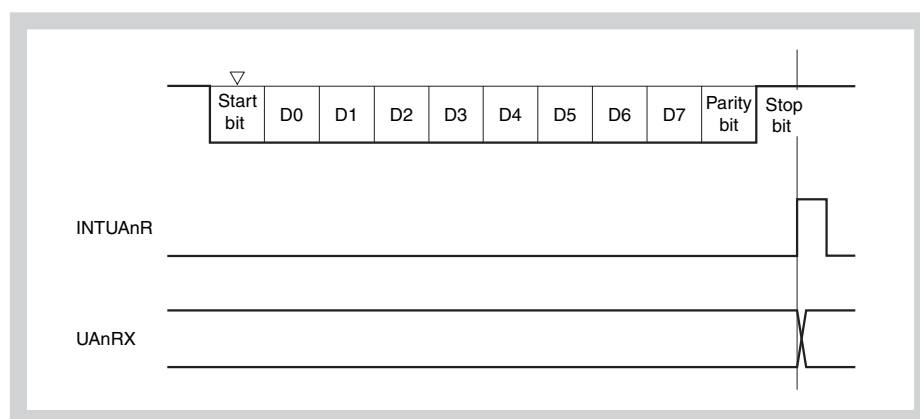 Start bit
D0
D1
D2
D3
D4
D5
D6
D7
Parity bit
Stop bit
INTUAnR
UAnRX